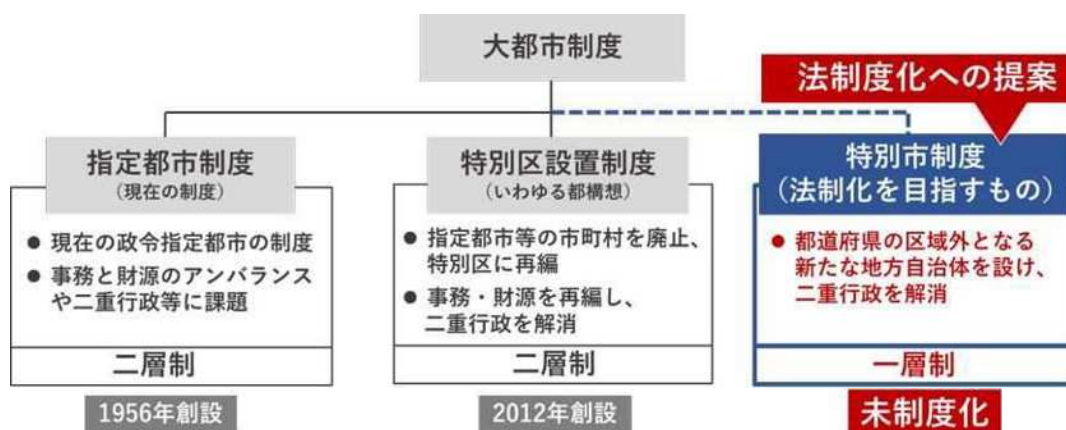 大都市制度
法制度化への提案
指定都市制度
(現在の制度)
● 現在の政令指定都市の制度
● 事務と財源のアンバランス
や二重行政等に課題
二層制
1956年創設
特別区設置制度
(いわゆる都構想)
● 指定都市等の市町村を廃止、
特別区に再編
● 事務・財源を再編し、
二重行政を解消
二層制
2012年創設
特別市制度
(法制化を目指すもの)
● 都道府県の区域外となる
新たな地方自治体を設け、
二重行政を解消
一層制
未制度化